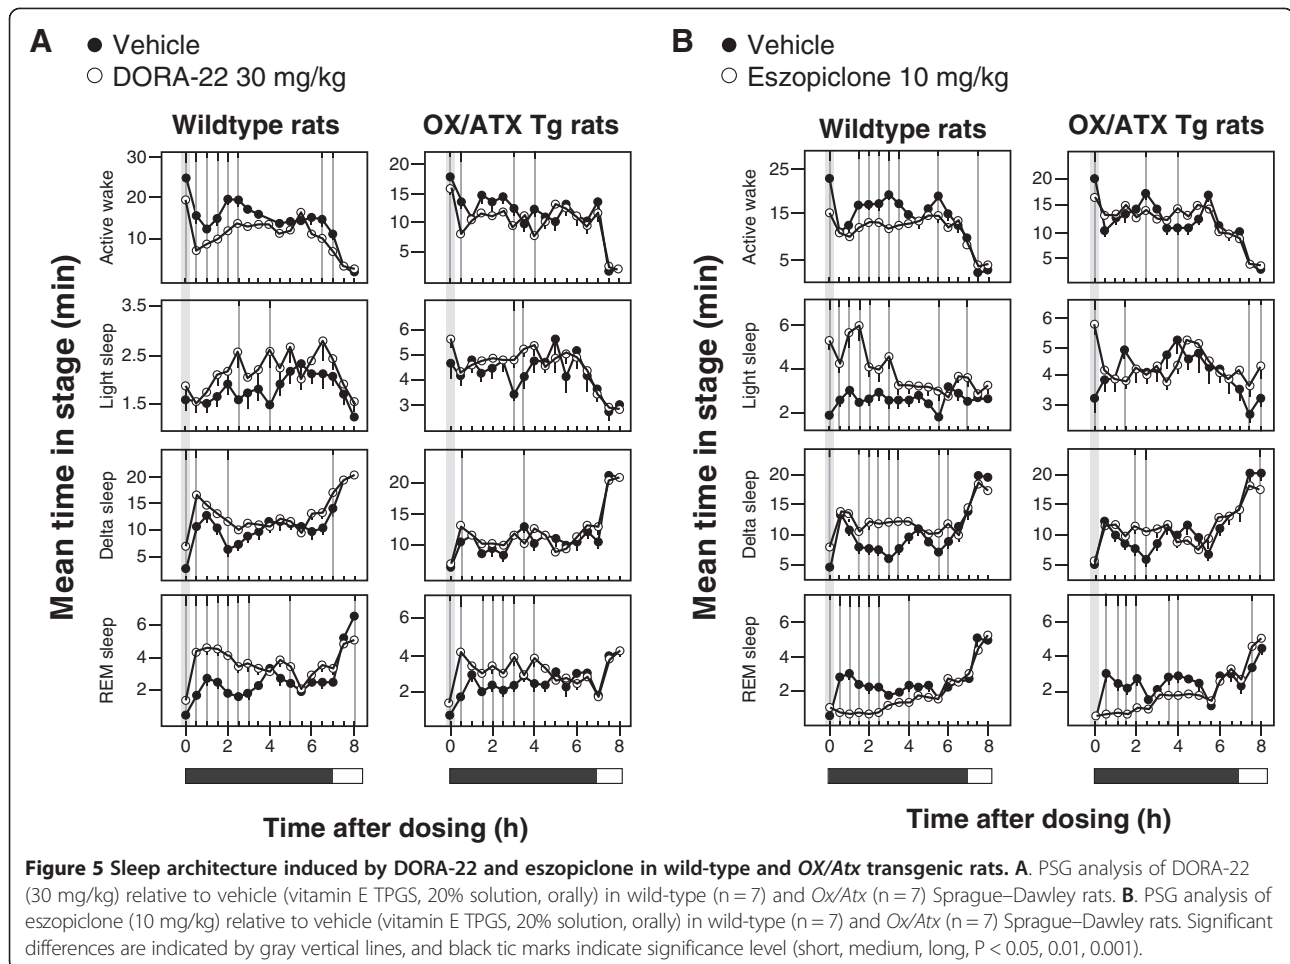 A
● Vehicle
○ DORA-22 30 mg/kg
Wildtype rats
OX/ATX Tg rats
Mean time in stage (min)
Active wake
30
20
10
20
15
10
5
Light sleep
3.5
2.5
1.5
6
5
4
3
Delta sleep
20
15
10
5
20
10
REM sleep
6
4
2
6
4
2
0 2 4 6 8
0 2 4 6 8
Time after dosing (h)
B
● Vehicle
○ Eszopiclone 10 mg/kg
Wildtype rats
OX/ATX Tg rats
Mean time in stage (min)
Active wake
25
15
5
20
15
10
5
Light sleep
6
4
2
6
5
4
3
Delta sleep
20
15
10
5
20
15
10
5
REM sleep
6
4
2
6
4
2
0 2 4 6 8
0 2 4 6 8
Time after dosing (h)
Figure 5 Sleep architecture induced by DORA-22 and eszopiclone in wild-type and OX/Atx transgenic rats. A. PSG analysis of DORA-22
(30 mg/kg) relative to vehicle (vitamin E TPGS, 20% solution, orally) in wild-type (n = 7) and Ox/Atx (n = 7) Sprague–Dawley rats. B. PSG analysis of
eszopiclone (10 mg/kg) relative to vehicle (vitamin E TPGS, 20% solution, orally) in wild-type (n = 7) and Ox/Atx (n = 7) Sprague–Dawley rats. Significant
differences are indicated by gray vertical lines, and black tic marks indicate significance level (short, medium, long, P < 0.05, 0.01, 0.001).